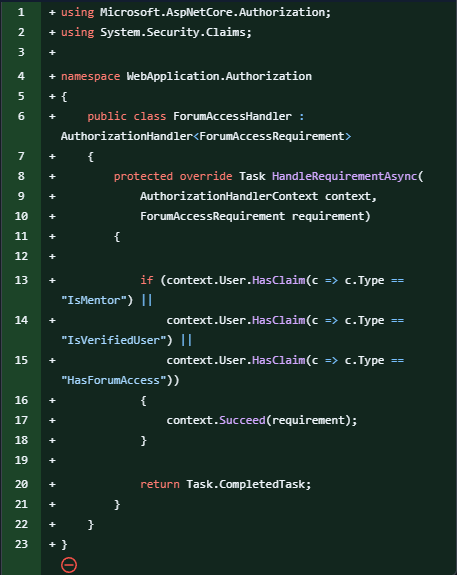 1 + using Microsoft.AspNetCore.Authorization;
2 + using System.Security.Claims;
3 +
4 + namespace WebApplication.Authorization
5 + {
6 +     public class ForumAccessHandler :
AuthorizationHandler<ForumAccessRequirement>
7 +     {
8 +         protected override Task HandleRequirementAsync(
9 +             AuthorizationHandlerContext context,
10 +             ForumAccessRequirement requirement)
11 +         {
12 +
13 +             if (context.User.HasClaim(c => c.Type ==
"IsMentor") ||
14 +                 context.User.HasClaim(c => c.Type ==
"IsVerifiedUser") ||
15 +                 context.User.HasClaim(c => c.Type ==
"HasForumAccess"))
16 +             {
17 +                 context.Succeed(requirement);
18 +             }
19 +
20 +             return Task.CompletedTask;
21 +         }
22 +     }
23 + }